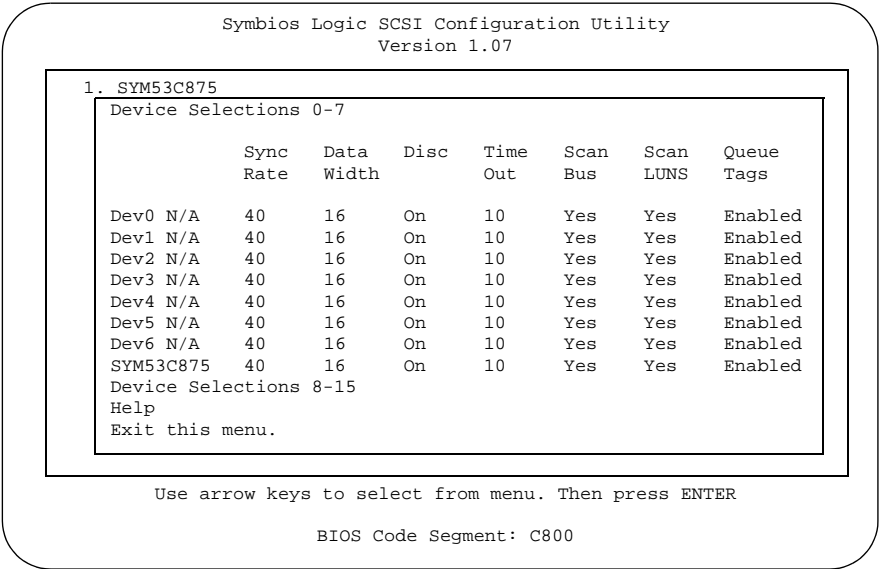 Symbios Logic SCSI Configuration Utility
Version 1.07
1. SYM53C875
Device Selections 0-7
Sync Data Disc Time Scan Scan Queue
Rate Width Out Bus LUNS Tags
Dev0 N/A 40 16 On 10 Yes Yes Enabled
Dev1 N/A 40 16 On 10 Yes Yes Enabled
Dev2 N/A 40 16 On 10 Yes Yes Enabled
Dev3 N/A 40 16 On 10 Yes Yes Enabled
Dev4 N/A 40 16 On 10 Yes Yes Enabled
Dev5 N/A 40 16 On 10 Yes Yes Enabled
Dev6 N/A 40 16 On 10 Yes Yes Enabled
SYM53C875 40 16 On 10 Yes Yes Enabled
Device Selections 8-15
Help
Exit this menu.
Use arrow keys to select from menu. Then press ENTER
BIOS Code Segment: C800